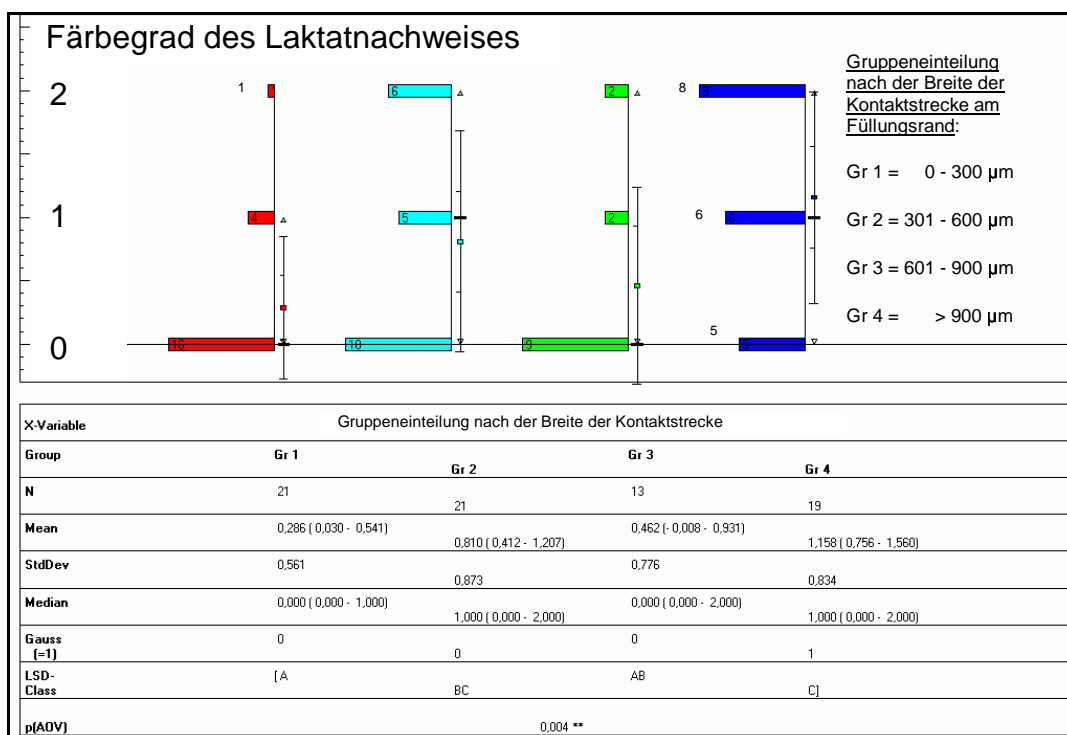 Färbegrad des Laktatnachweises
2
1
0
1
4
16
6
5
10
2
2
9
8
8
6
6
5
5
Gruppeneinteilung
nach der Breite der
Kontaktstrecke am
Füllungsrand:
Gr 1 = 0 - 300 µm
Gr 2 = 301 - 600 µm
Gr 3 = 601 - 900 µm
Gr 4 = > 900 µm
X-Variable Gruppeneinteilung nach der Breite der Kontaktstrecke
Group Gr 1 Gr 2 Gr 3 Gr 4
N 21 21 13 19
Mean 0,286 ( 0,030 - 0,541) 0,810 ( 0,412 - 1,207) 0,462 (- 0,008 - 0,931) 1,158 ( 0,756 - 1,560)
StdDev 0,561 0,873 0,776 0,834
Median 0,000 ( 0,000 - 1,000) 1,000 ( 0,000 - 2,000) 0,000 ( 0,000 - 2,000) 1,000 ( 0,000 - 2,000)
Gauss
(=1) 0 0 0 1
LSD-
Class [ A BC AB C]
p(AOV) 0,004 **